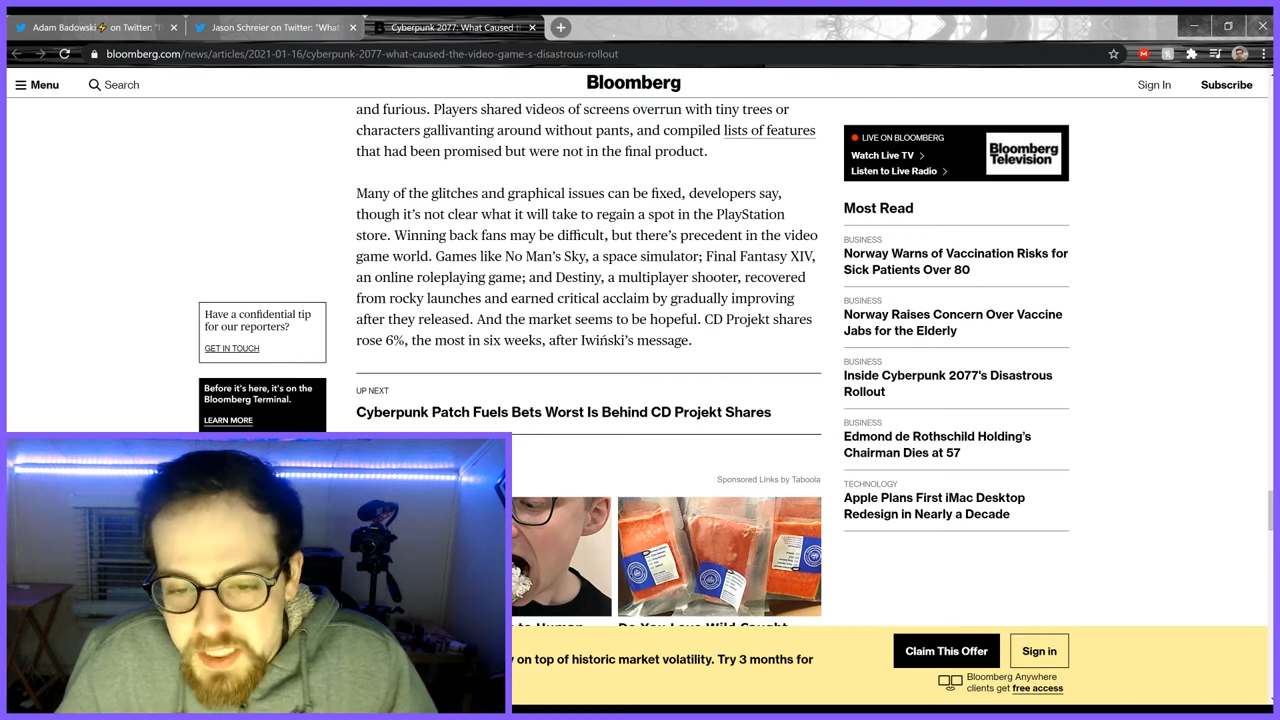 Adam Badowski⚡ on Twitter: "
Jason Schreier on Twitter: "What
Cyberpunk 2077: What Caused t
bloomberg.com/news/articles/2021-01-16/cyberpunk-2077-what-caused-the-video-game-s-disastrous-rollout
Menu
Search
Bloomberg
Sign In
Subscribe
and furious. Players shared videos of screens overrun with tiny trees or
characters gallivanting around without pants, and compiled lists of features
that had been promised but were not in the final product.
Many of the glitches and graphical issues can be fixed, developers say,
though it's not clear what it will take to regain a spot in the PlayStation
store. Winning back fans may be difficult, but there's precedent in the video
game world. Games like No Man's Sky, a space simulator; Final Fantasy XIV,
an online roleplaying game; and Destiny, a multiplayer shooter, recovered
from rocky launches and earned critical acclaim by gradually improving
after they released. And the market seems to be hopeful. CD Projekt shares
rose 6%, the most in six weeks, after Iwiński's message.
Have a confidential tip
for our reporters?
GET IN TOUCH
Before it's here, it's on the
Bloomberg Terminal.
LEARN MORE
UP NEXT
Cyberpunk Patch Fuels Bets Worst Is Behind CD Projekt Shares
Sponsored Links by Taboola
to Human
Do You Love Wild Caught
LIVE ON BLOOMBERG
Watch Live TV
Listen to Live Radio
Bloomberg
Television
Most Read
BUSINESS
Norway Warns of Vaccination Risks for
Sick Patients Over 80
BUSINESS
Norway Raises Concern Over Vaccine
Jabs for the Elderly
BUSINESS
Inside Cyberpunk 2077's Disastrous
Rollout
BUSINESS
Edmond de Rothschild Holding's
Chairman Dies at 57
TECHNOLOGY
Apple Plans First iMac Desktop
Redesign in Nearly a Decade
on top of historic market volatility. Try 3 months for
Claim This Offer
Sign in
Bloomberg Anywhere
clients get free access